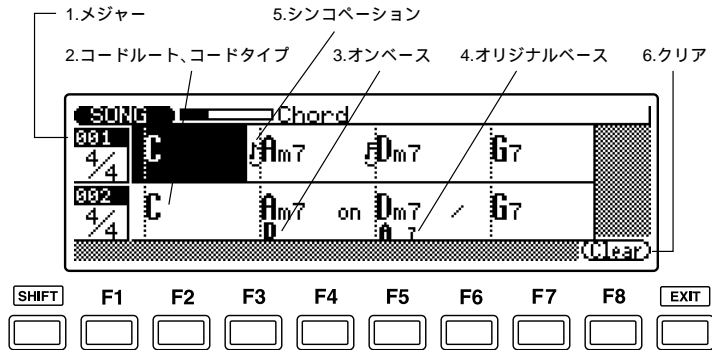 1.メジャー 5.シンコペーション
2.コードルート、コードタイプ 3.オンベース 4.オリジナルベース 6.クリア
SONG Chord
001 4/4 C Am7 Dm7 G7
002 4/4 C Am7 on D Dm7 / A 7 G7
Clear
SHIFT F1 F2 F3 F4 F5 F6 F7 F8 EXIT